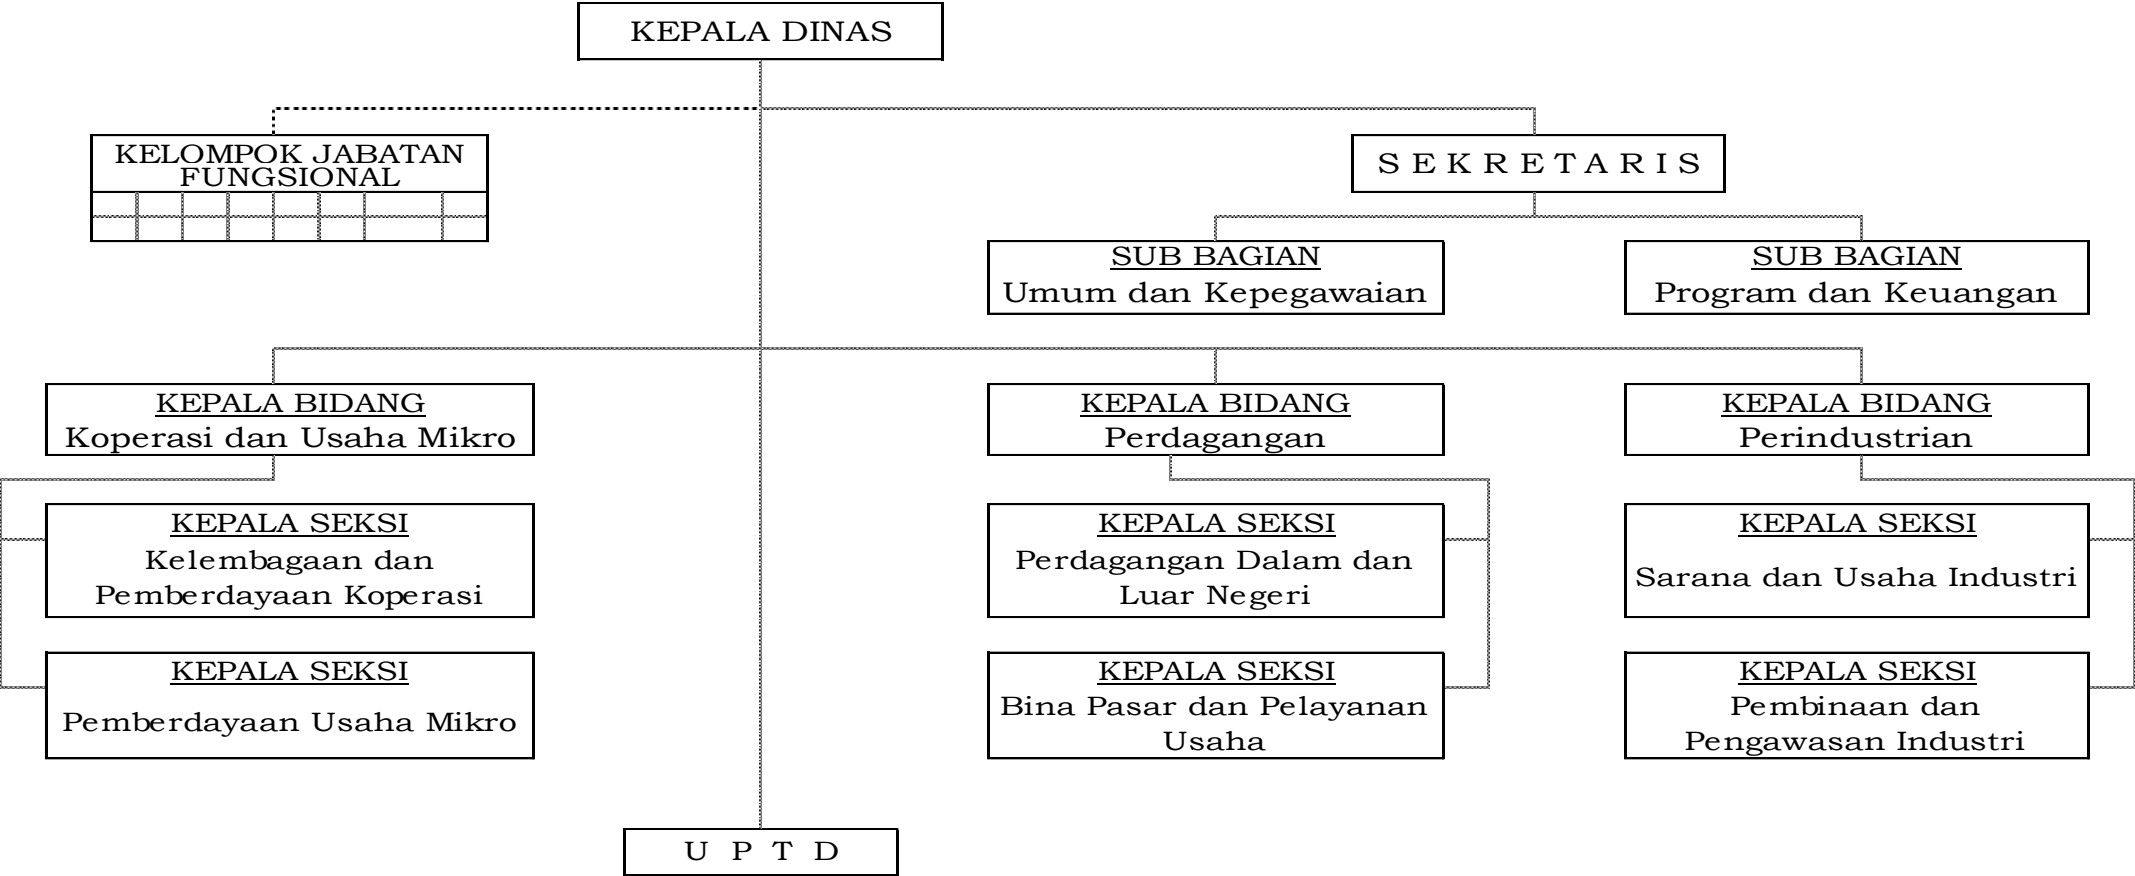 KEPALA DINAS
KELOMPOK JABATAN
FUNGSIONAL
S E K R E T A R I S
SUB BAGIAN
Umum dan Kepegawaian
SUB BAGIAN
Program dan Keuangan
KEPALA BIDANG
Koperasi dan Usaha Mikro
KEPALA BIDANG
Perdagangan
KEPALA BIDANG
Perindustrian
KEPALA SEKSI
Kelembagaan dan
Pemberdayaan Koperasi
KEPALA SEKSI
Perdagangan Dalam dan
Luar Negeri
KEPALA SEKSI
Sarana dan Usaha Industri
KEPALA SEKSI
Pemberdayaan Usaha Mikro
KEPALA SEKSI
Bina Pasar dan Pelayanan
Usaha
KEPALA SEKSI
Pembinaan dan
Pengawasan Industri
U P T D